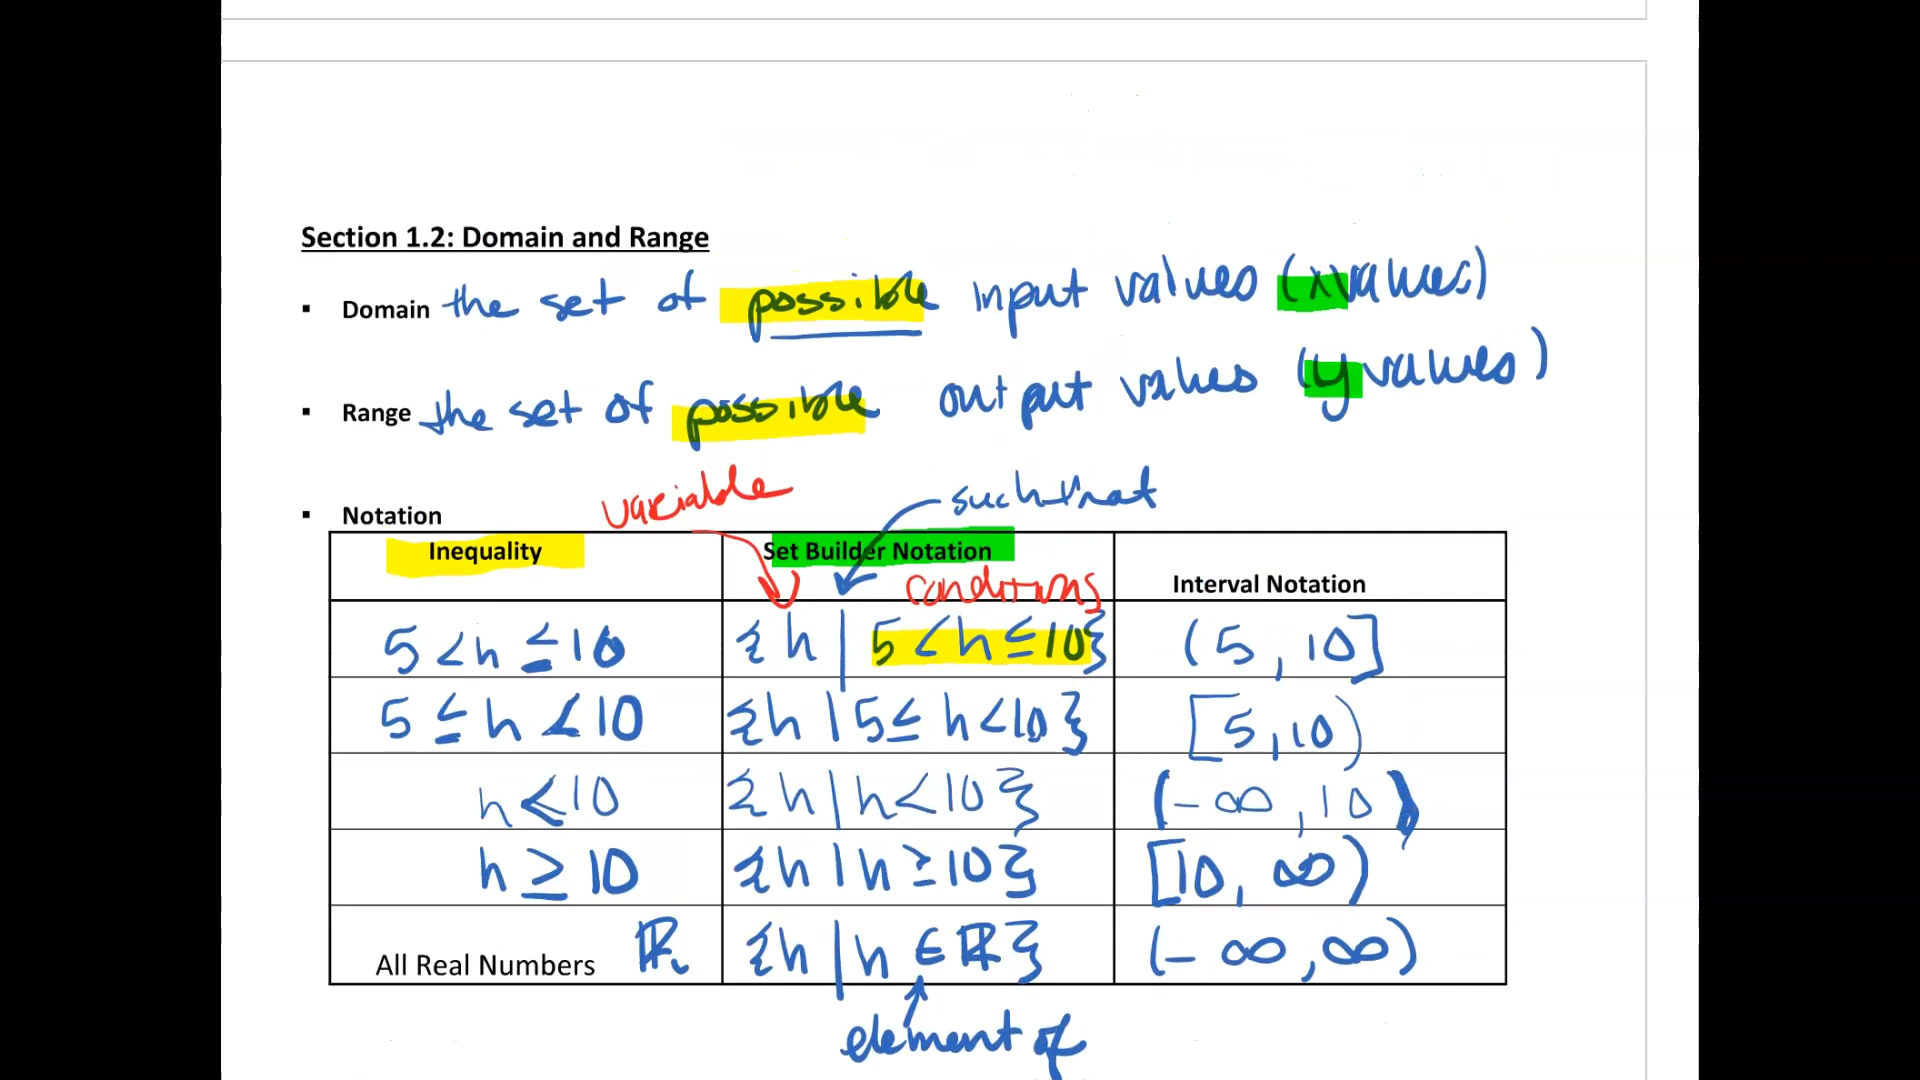 Section 1.2: Domain and Range
▪ Domain the set of possible input values (x values)
▪ Range the set of possible output values (y values)
variable
such that
▪ Notation
Inequality Set Builder Notation Interval Notation
conditions
5 < h ≤ 10 {h | 5 < h ≤ 10} (5, 10]
5 ≤ h < 10 {h | 5 ≤ h < 10} [5, 10)
h < 10 {h | h < 10} (-∞, 10)
h ≥ 10 {h | h ≥ 10} [10, ∞)
All Real Numbers ℝ {h | h ∈ ℝ} (-∞, ∞)
element of